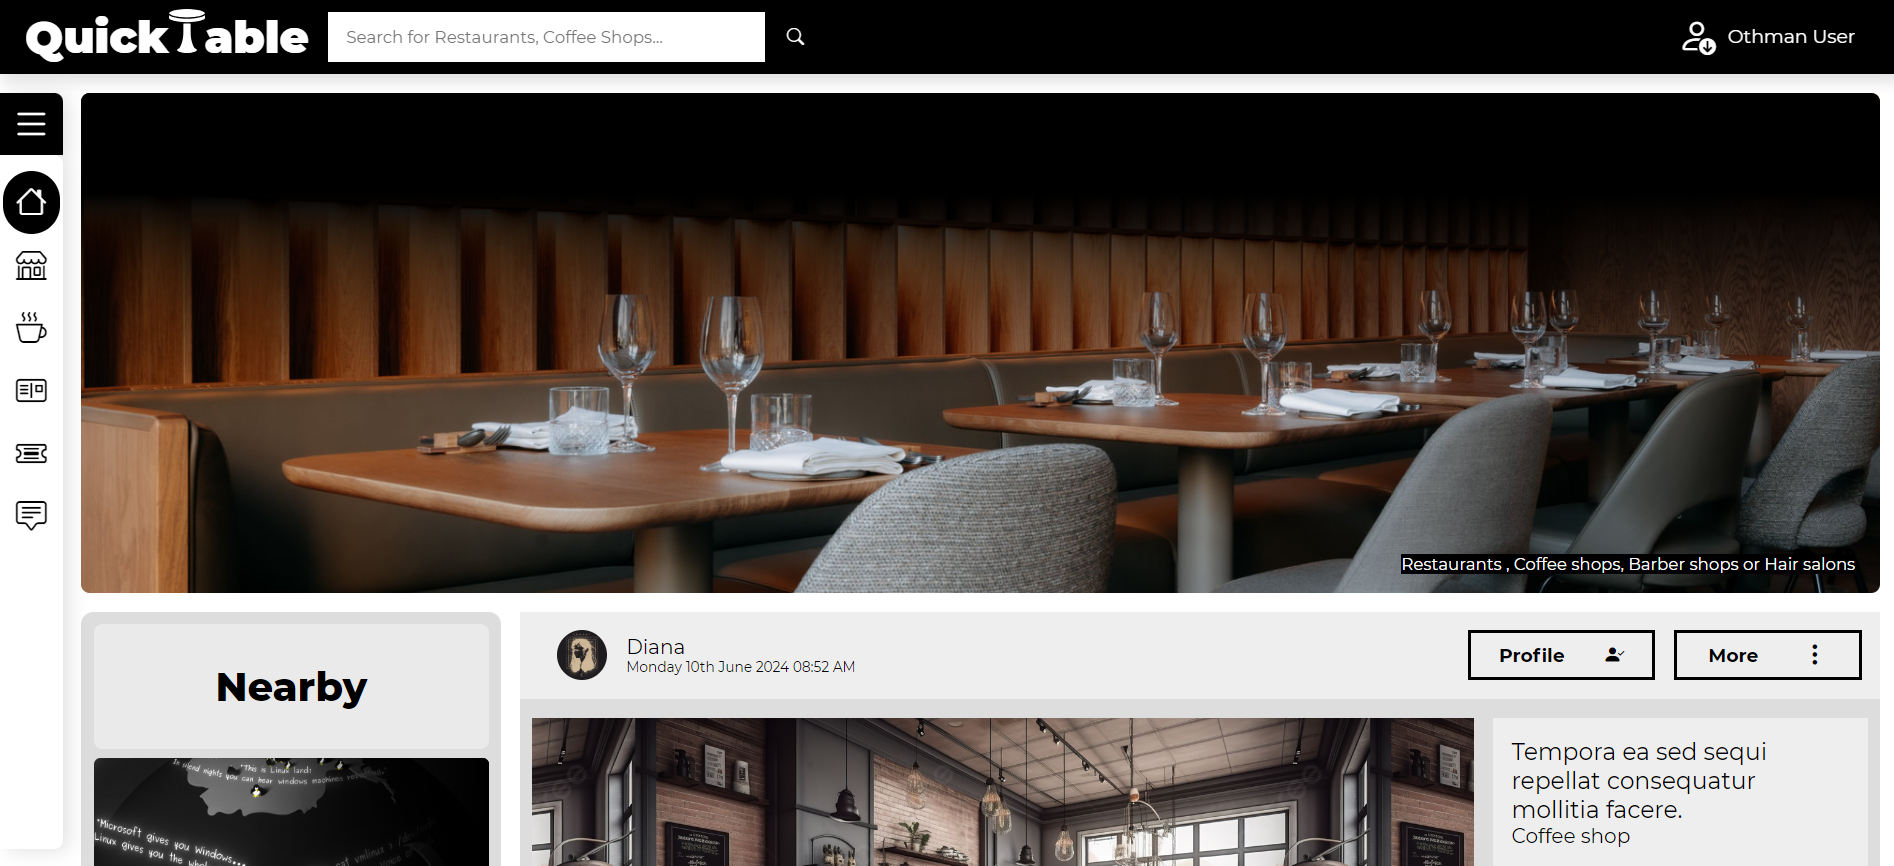 QuickTable
Search for Restaurants, Coffee Shops...
Othman User
Restaurants , Coffee shops, Barber shops or Hair salons
Nearby
"This is Linux land!
In silent nights you can hear windows machines
"Microsoft gives you Windows...
Linux gives you the
cat vmlinuz > /de
Diana
Monday 10th June 2024 08:52 AM
Profile
More
Tempora ea sed sequi
repellat consequatur
mollitia facere.
Coffee shop